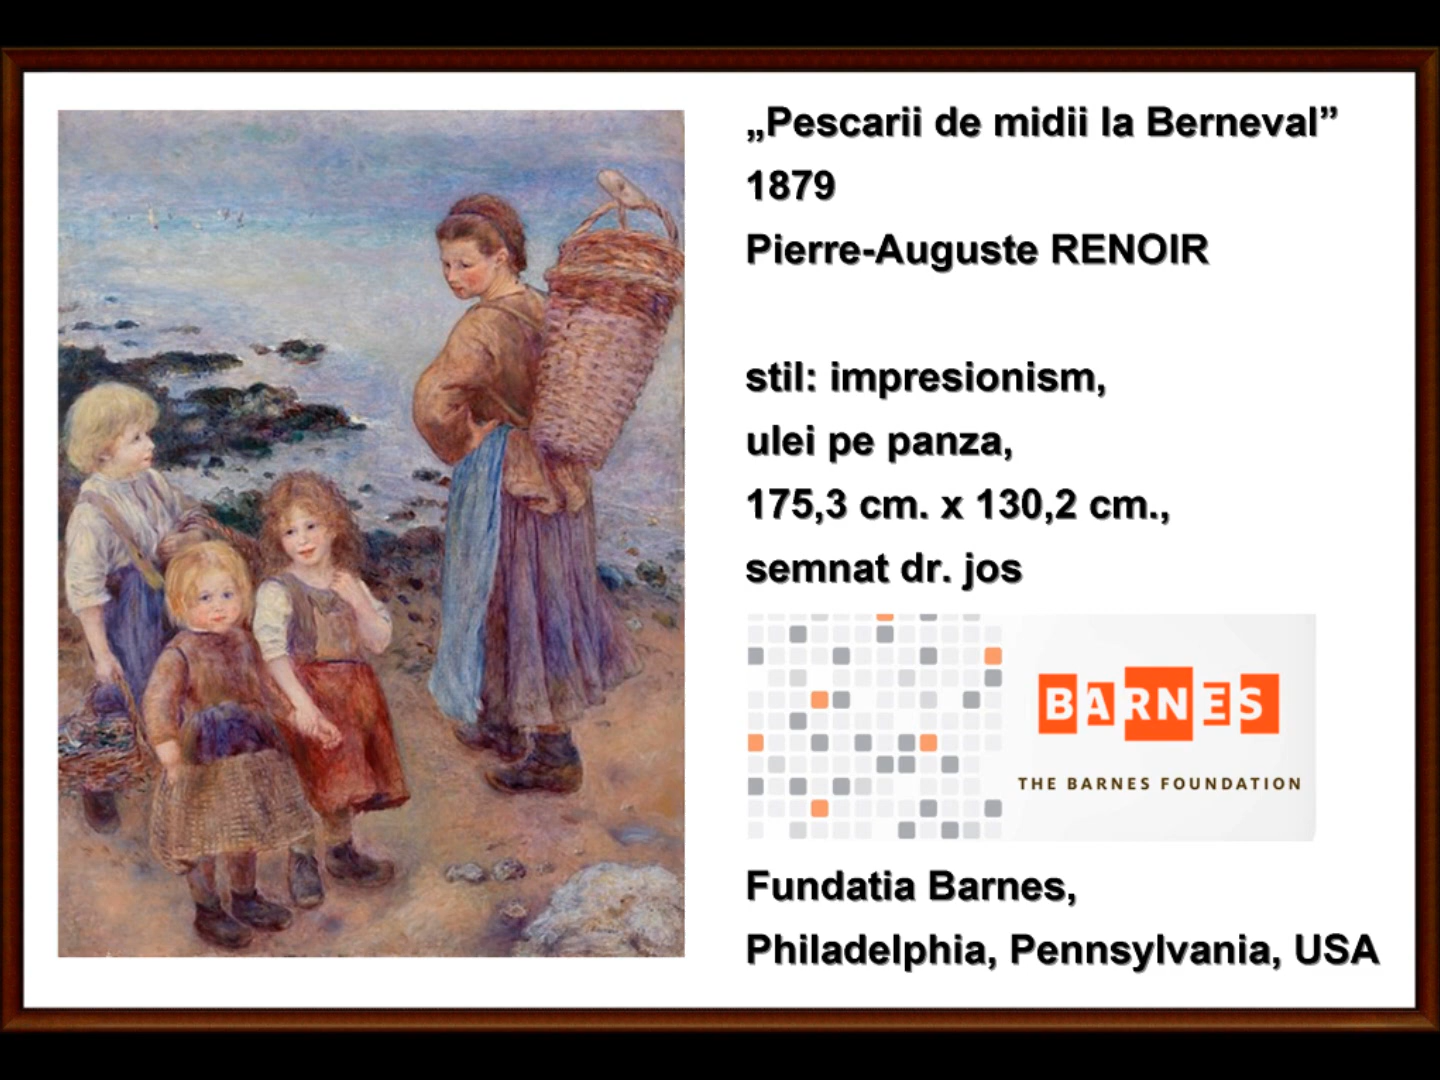 „Pescarii de midii la Berneval”
1879
Pierre-Auguste RENOIR
stil: impresionism,
ulei pe panza,
175,3 cm. x 130,2 cm.,
semnat dr. jos
BARNES
THE BARNES FOUNDATION
Fundatia Barnes,
Philadelphia, Pennsylvania, USA